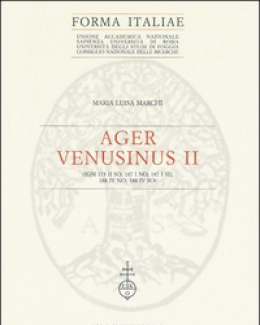 FORMA ITALIAE
UNIONE ACCADEMICA NAZIONALE
SAPIENZA UNIVERSITÀ DI ROMA
UNIVERSITÀ DEGLI STUDI DI FOGGIA
CONSIGLIO NAZIONALE DELLE RICERCHE
MARIA LUISA MARCHI
AGER
VENUSINUS II